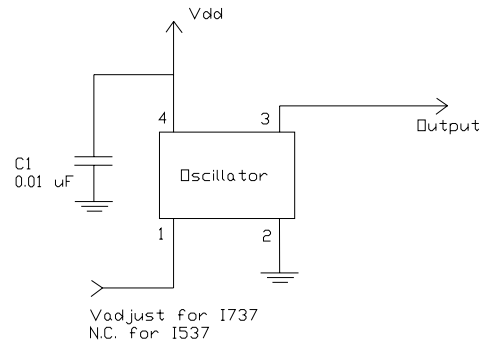 Vdd
4
3
Output
C1
0.01 uF
Oscillator
1
2
Vadjust for I737
N.C. for I537